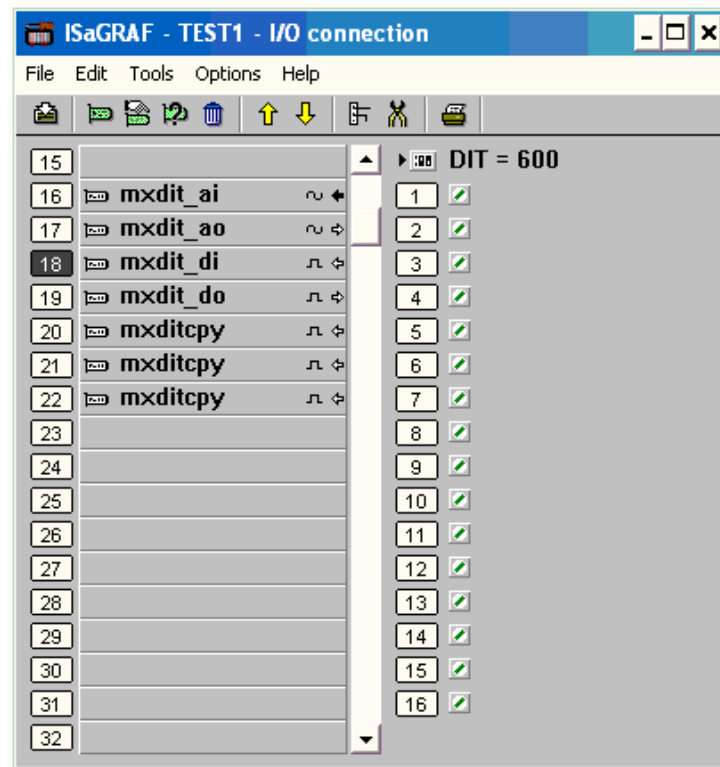 ISaGRAF - TEST1 - I/O connection
File Edit Tools Options Help
15
16 mxdit_ai
17 mxdit_ao
18 mxdit_di
19 mxdit_do
20 mxditcpy
21 mxditcpy
22 mxditcpy
23
24
25
26
27
28
29
30
31
32
DIT = 600
1
2
3
4
5
6
7
8
9
10
11
12
13
14
15
16